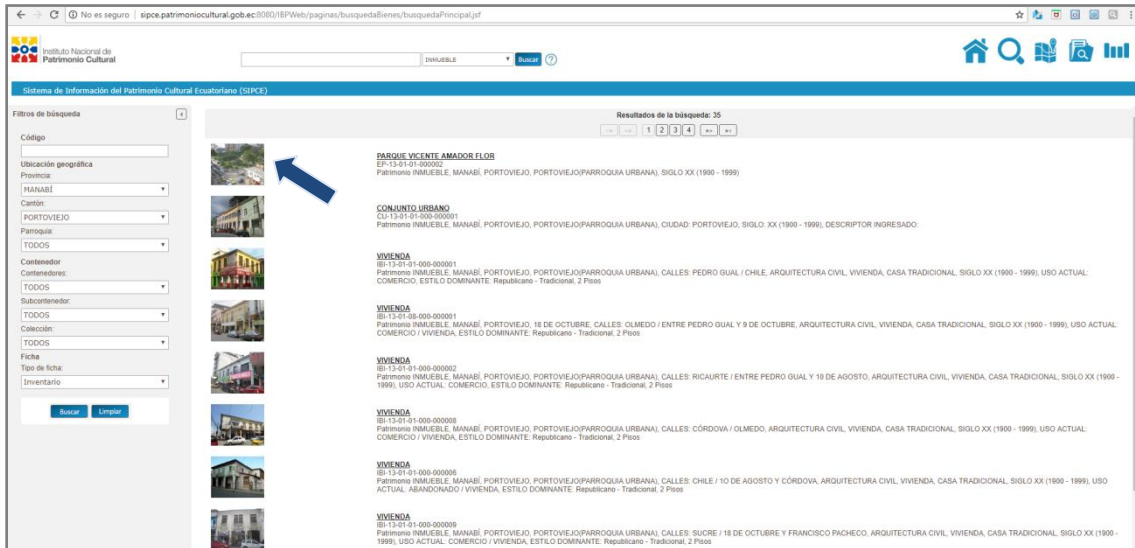 No es seguro | sipce.patrimoniocultural.gob.ec:8080/IBPWeb/paginas/busquedaBienes/busquedaPrincipal.jsf
Instituto Nacional de
Patrimonio Cultural
INMUEBLE
Buscar
?
Sistema de Información del Patrimonio Cultural Ecuatoriano (SIPCE)
Filtros de búsqueda
Código
Ubicación geográfica
Provincia:
MANABÍ
Cantón:
PORTOVIEJO
Parroquia:
TODOS
Contenedor
Contenedores:
TODOS
Subcontenedor:
TODOS
Colección:
TODOS
Ficha
Tipo de ficha:
Inventario
Buscar Limpiar
Resultados de la búsqueda: 35
1 2 3 4
PARQUE VICENTE AMADOR FLOR
EP-13-01-01-000002
Patrimonio INMUEBLE, MANABÍ, PORTOVIEJO, PORTOVIEJO(PARROQUIA URBANA), SIGLO XX (1900 - 1999)
CONJUNTO URBANO
CU-13-01-01-000-000001
Patrimonio INMUEBLE, MANABÍ, PORTOVIEJO, PORTOVIEJO(PARROQUIA URBANA), CIUDAD: PORTOVIEJO, SIGLO: XX (1900 - 1999), DESCRIPTOR INGRESADO:
VIVIENDA
IBI-13-01-01-000-000001
Patrimonio INMUEBLE, MANABÍ, PORTOVIEJO, PORTOVIEJO(PARROQUIA URBANA), CALLES: PEDRO GUAL / CHILE, ARQUITECTURA CIVIL, VIVIENDA, CASA TRADICIONAL, SIGLO XX (1900 - 1999), USO ACTUAL:
COMERCIO, ESTILO DOMINANTE: Republicano - Tradicional, 2 Pisos
VIVIENDA
IBI-13-01-08-000-000001
Patrimonio INMUEBLE, MANABÍ, PORTOVIEJO, 18 DE OCTUBRE, CALLES: OLMEDO / ENTRE PEDRO GUAL Y 9 DE OCTUBRE, ARQUITECTURA CIVIL, VIVIENDA, CASA TRADICIONAL, SIGLO XX (1900 - 1999), USO ACTUAL:
COMERCIO / VIVIENDA, ESTILO DOMINANTE: Republicano - Tradicional, 2 Pisos
VIVIENDA
IBI-13-01-01-000-000002
Patrimonio INMUEBLE, MANABÍ, PORTOVIEJO, PORTOVIEJO(PARROQUIA URBANA), CALLES: RICAURTE / ENTRE PEDRO GUAL Y 10 DE AGOSTO, ARQUITECTURA CIVIL, VIVIENDA, CASA TRADICIONAL, SIGLO XX (1900 -
1999), USO ACTUAL: COMERCIO, ESTILO DOMINANTE: Republicano - Tradicional, 2 Pisos
VIVIENDA
IBI-13-01-01-000-000008
Patrimonio INMUEBLE, MANABÍ, PORTOVIEJO, PORTOVIEJO(PARROQUIA URBANA), CALLES: CÓRDOVA / OLMEDO, ARQUITECTURA CIVIL, VIVIENDA, CASA TRADICIONAL, SIGLO XX (1900 - 1999), USO ACTUAL:
COMERCIO / VIVIENDA, ESTILO DOMINANTE: Republicano - Tradicional, 2 Pisos
VIVIENDA
IBI-13-01-01-000-000006
Patrimonio INMUEBLE, MANABÍ, PORTOVIEJO, PORTOVIEJO(PARROQUIA URBANA), CALLES: CHILE / 1O DE AGOSTO Y CÓRDOVA, ARQUITECTURA CIVIL, VIVIENDA, CASA TRADICIONAL, SIGLO XX (1900 - 1999), USO
ACTUAL: ABANDONADO / VIVIENDA, ESTILO DOMINANTE: Republicano - Tradicional, 2 Pisos
VIVIENDA
IBI-13-01-01-000-000009
Patrimonio INMUEBLE, MANABÍ, PORTOVIEJO, PORTOVIEJO(PARROQUIA URBANA), CALLES: SUCRE / 18 DE OCTUBRE Y FRANCISCO PACHECO, ARQUITECTURA CIVIL, VIVIENDA, CASA TRADICIONAL, SIGLO XX (1900 -
1999), USO ACTUAL: COMERCIO / VIVIENDA, ESTILO DOMINANTE: Republicano - Tradicional, 2 Pisos